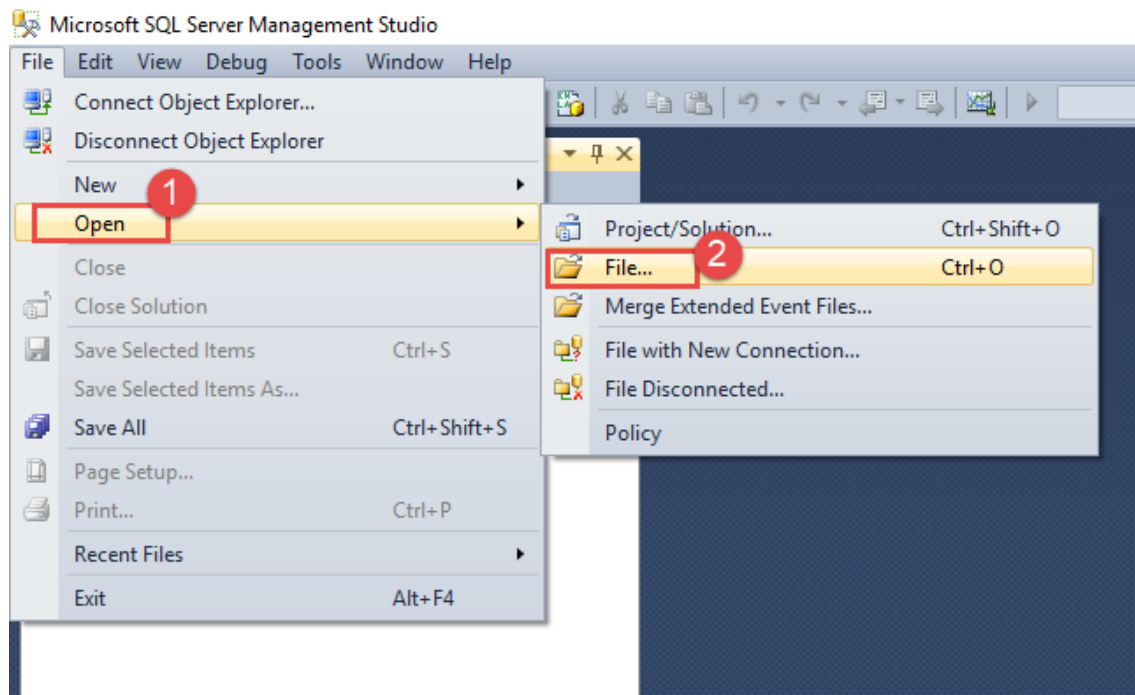 Microsoft SQL Server Management Studio
File Edit View Debug Tools Window Help
Connect Object Explorer...
Disconnect Object Explorer
New
1
Open
Close
Close Solution
Save Selected Items Ctrl+S
Save Selected Items As...
Save All Ctrl+Shift+S
Page Setup...
Print... Ctrl+P
Recent Files
Exit Alt+F4
Project/Solution... Ctrl+Shift+O
2
File... Ctrl+O
Merge Extended Event Files...
File with New Connection...
File Disconnected...
Policy